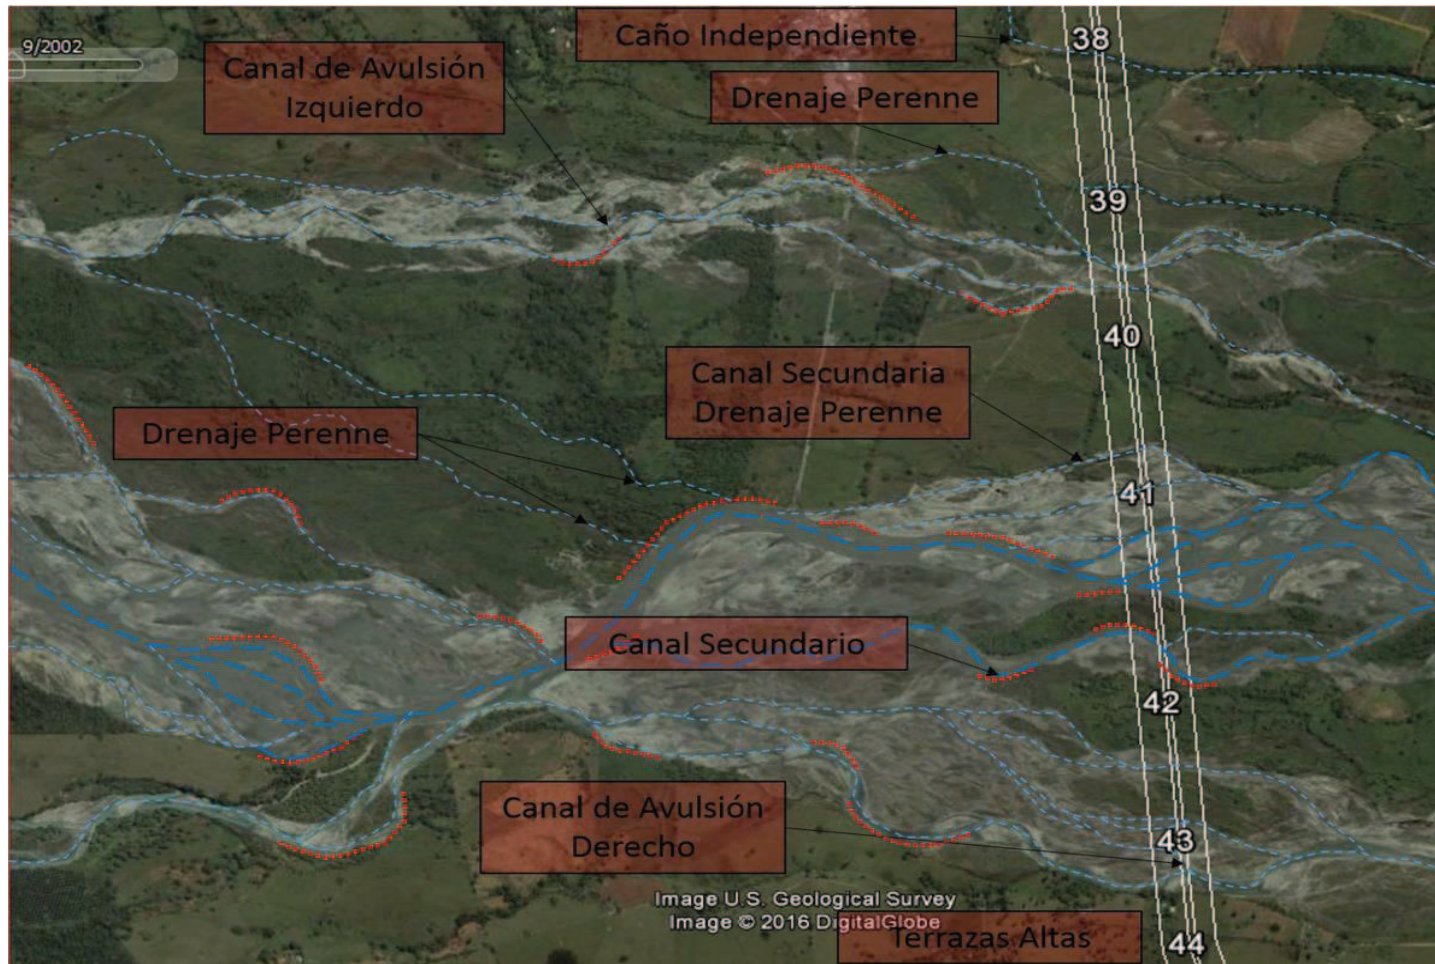 9/2002
Caño Independiente
38
Canal de Avulsión
Izquierdo
Drenaje Perenne
39
40
Canal Secundaria
Drenaje Perenne
Drenaje Perenne
41
Canal Secundario
42
Canal de Avulsión
Derecho
43
Image U.S. Geological Survey
Image © 2016 DigitalGlobe
Terrazas Altas
44